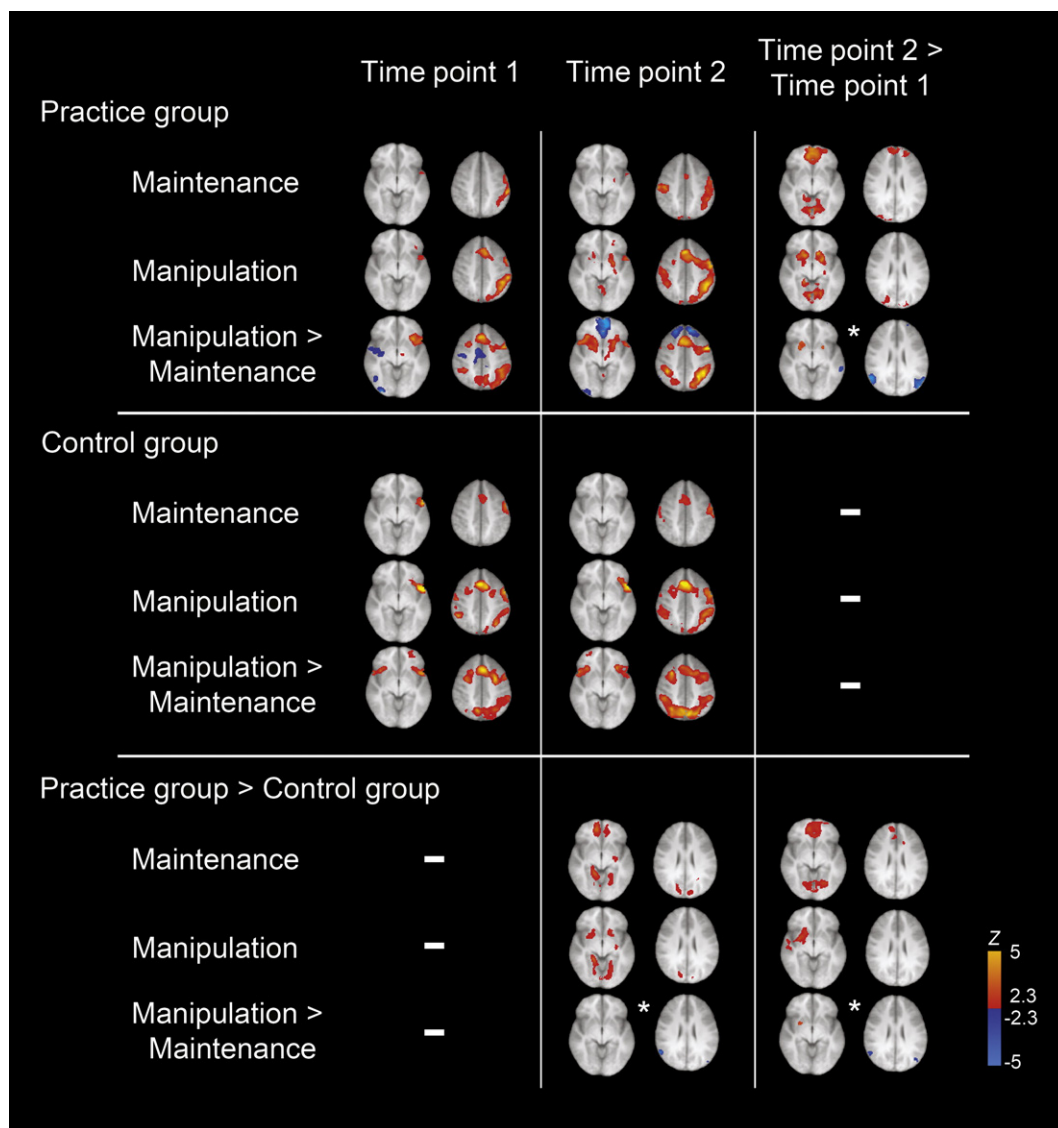 Time point 1
Time point 2
Time point 2 >
Time point 1
Practice group
Maintenance
Manipulation
Manipulation >
Maintenance
*
Control group
Maintenance
-
Manipulation
-
Manipulation >
Maintenance
-
Practice group > Control group
Maintenance
-
Manipulation
-
Manipulation >
Maintenance
-
*
*
Z
5
2.3
-2.3
-5